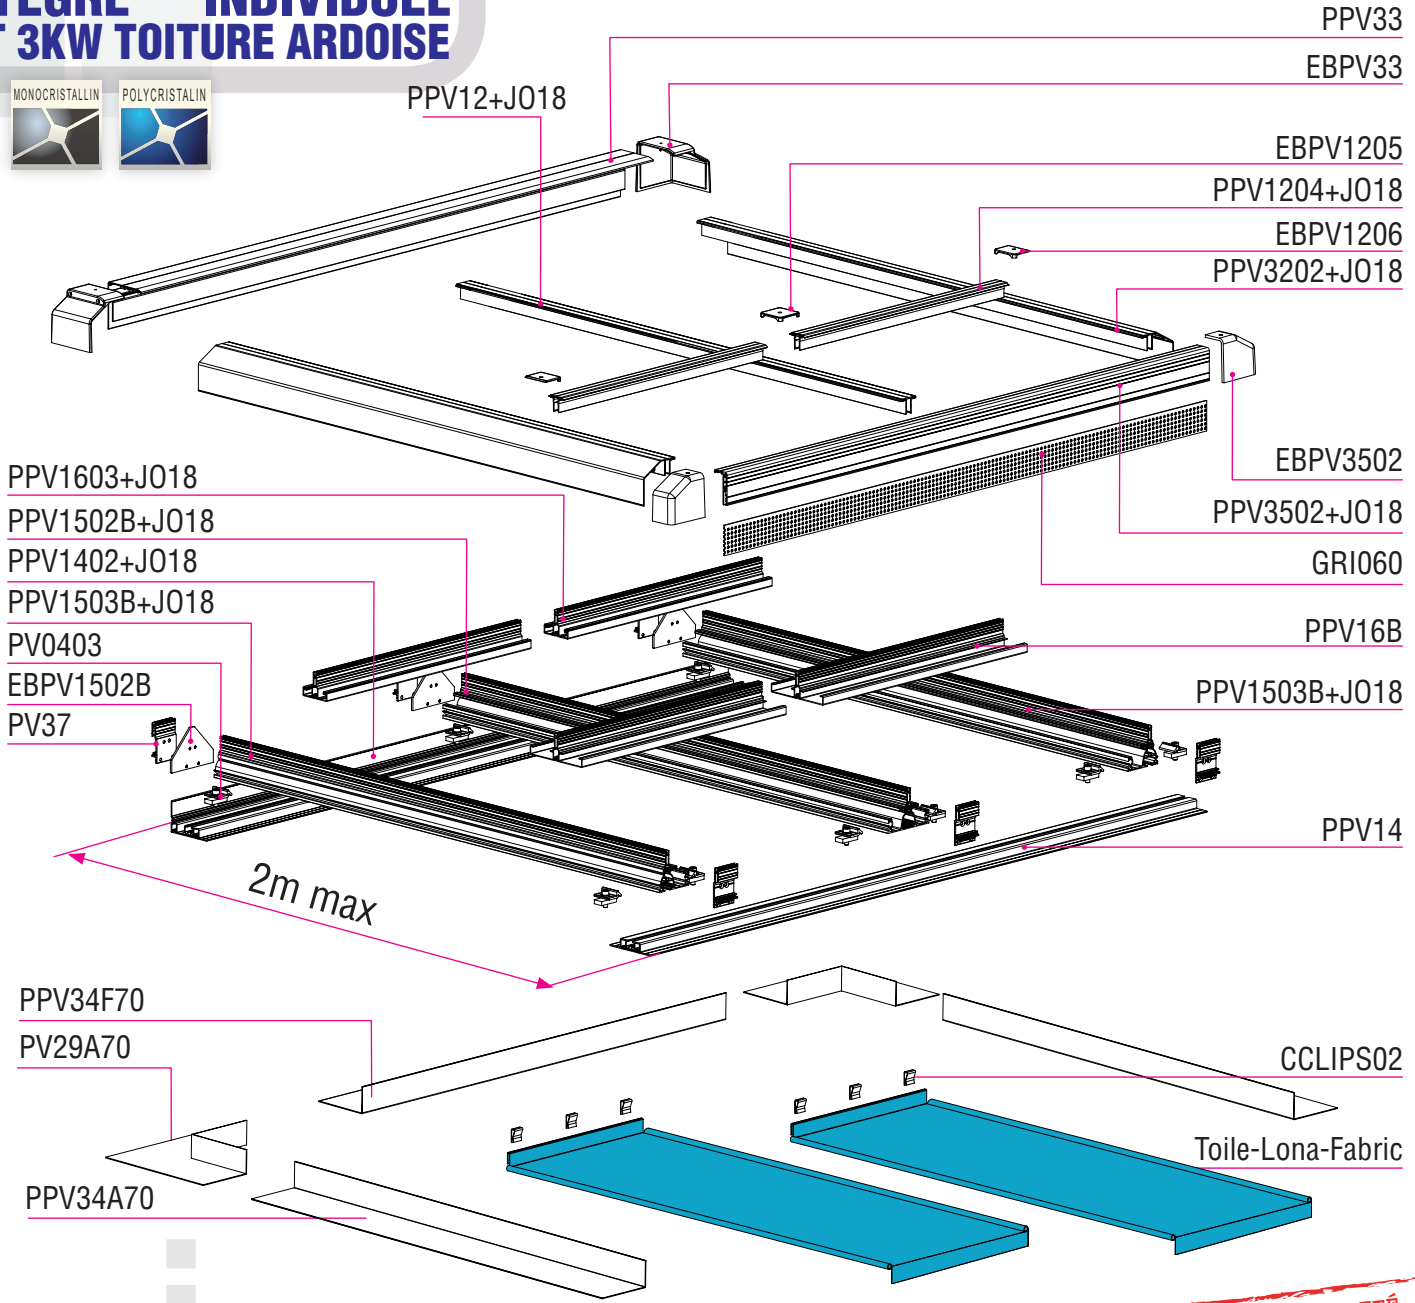 INDIVIDUEL
3KW TOITURE ARDOISE
MONOCRISTALLIN
POLYCRISTALIN
PPV33
EBPV33
PPV12+JO18
EBPV1205
PPV1204+JO18
EBPV1206
PPV3202+JO18
EBPV3502
PPV3502+JO18
GRI060
PPV1603+JO18
PPV1502B+JO18
PPV1402+JO18
PPV1503B+JO18
PV0403
EBPV1502B
PV37
PPV16B
PPV1503B+JO18
PPV14
2m max
PPV34F70
PV29A70
PPV34A70
CCLIPS02
Toile-Lona-Fabric